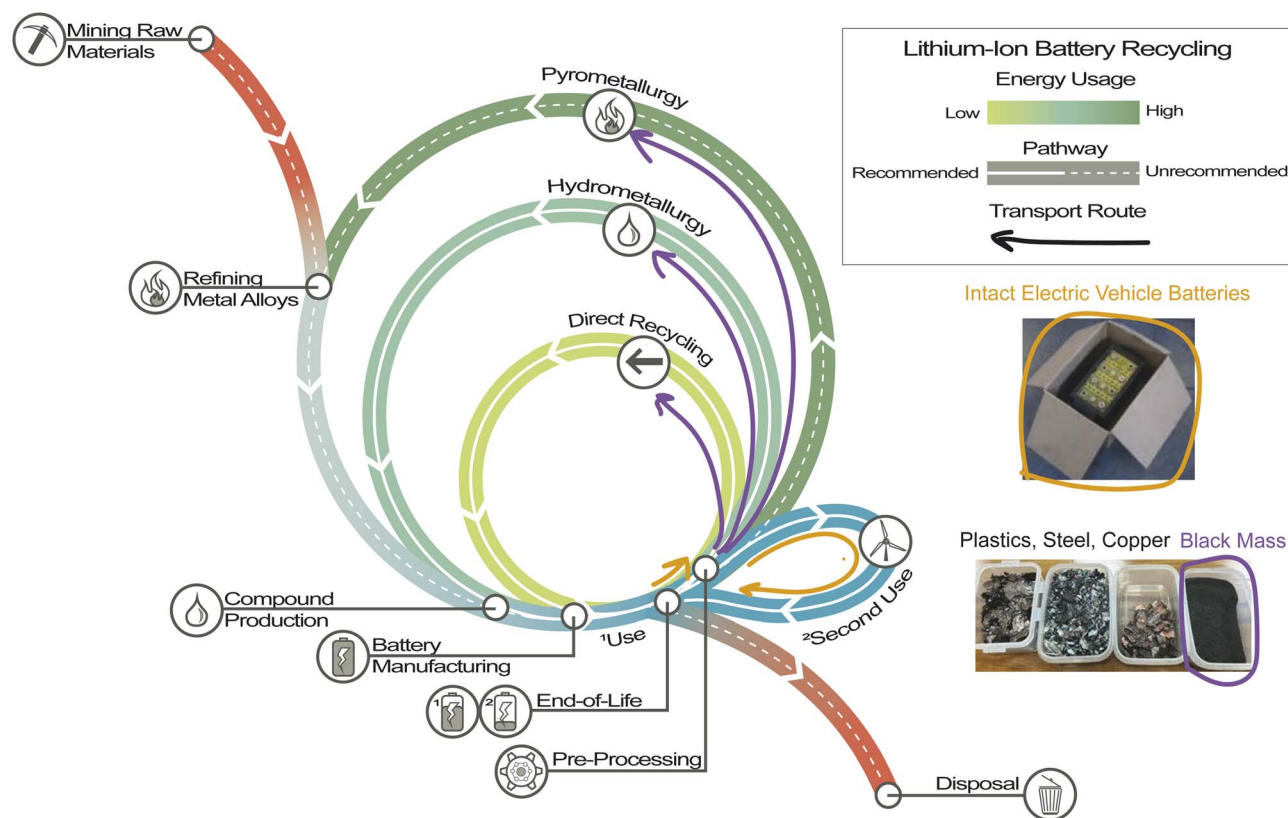 Mining Raw
Materials
Pyrometallurgy
Hydrometallurgy
Direct Recycling
Refining
Metal Alloys
Compound
Production
Battery
Manufacturing
1 2 End-of-Life
Pre-Processing
¹Use
²Second Use
Disposal
Lithium-Ion Battery Recycling
Energy Usage
Low High
Pathway
Recommended Unrecommended
Transport Route
Intact Electric Vehicle Batteries
Plastics, Steel, Copper Black Mass